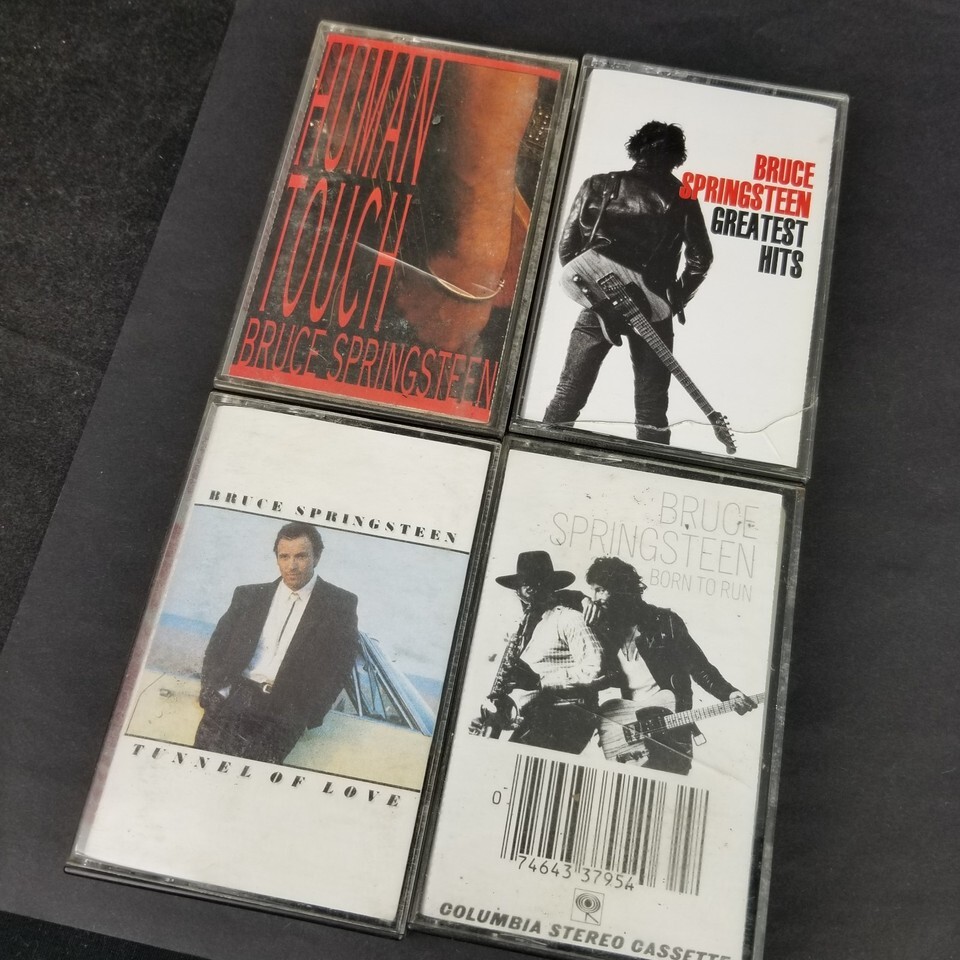 HUMAN
TOUCH
BRUCE SPRINGSTEEN
BRUCE
SPRINGSTEEN
GREATEST
HITS
BRUCE SPRINGSTEEN
TUNNEL OF LOVE
BRUCE
SPRINGSTEEN
BORN TO RUN
0
74643 37954
COLUMBIA STEREO CASSETTE